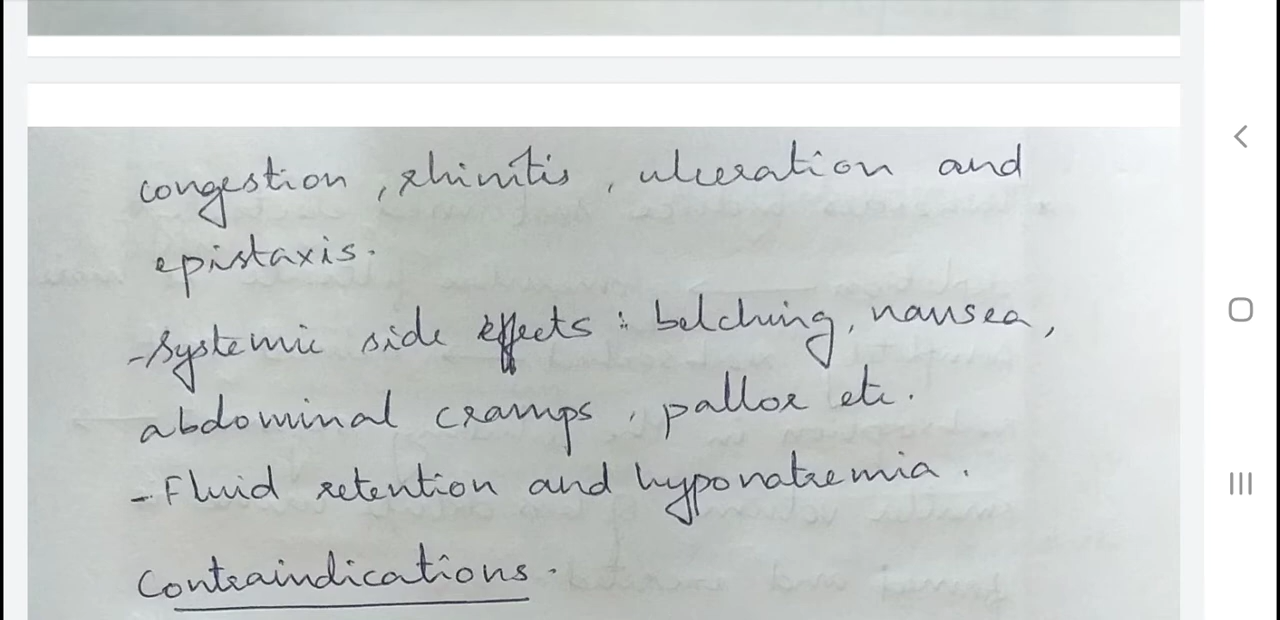 congestion, rhinitis, ulceration and
epistaxis.
-Systemic side effects : belching, nausea,
abdominal cramps, pallor etc.
- Fluid retention and hyponatremia.
Contraindications.